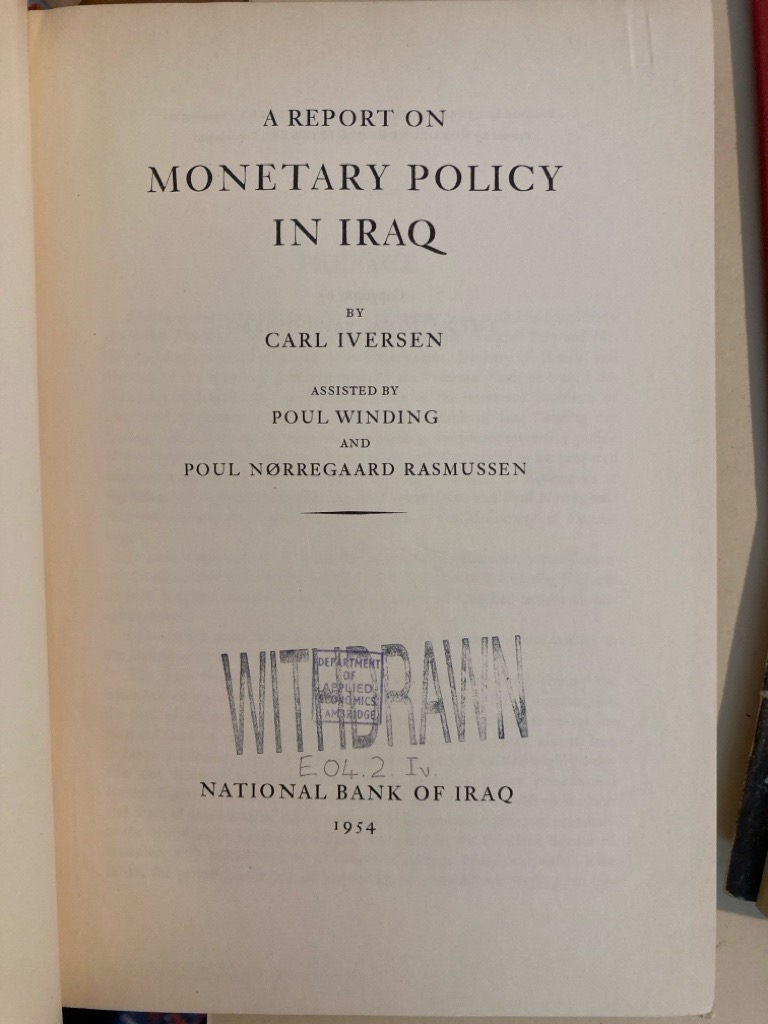 A REPORT ON
MONETARY POLICY
IN IRAQ
BY
CARL IVERSEN
ASSISTED BY
POUL WINDING
AND
POUL NØRREGAARD RASMUSSEN
WITHDRAWN
DEPARTMENT
OF
APPLIED
ECONOMICS
CAMBRIDGE
E 04.2 Iv.
NATIONAL BANK OF IRAQ
1954